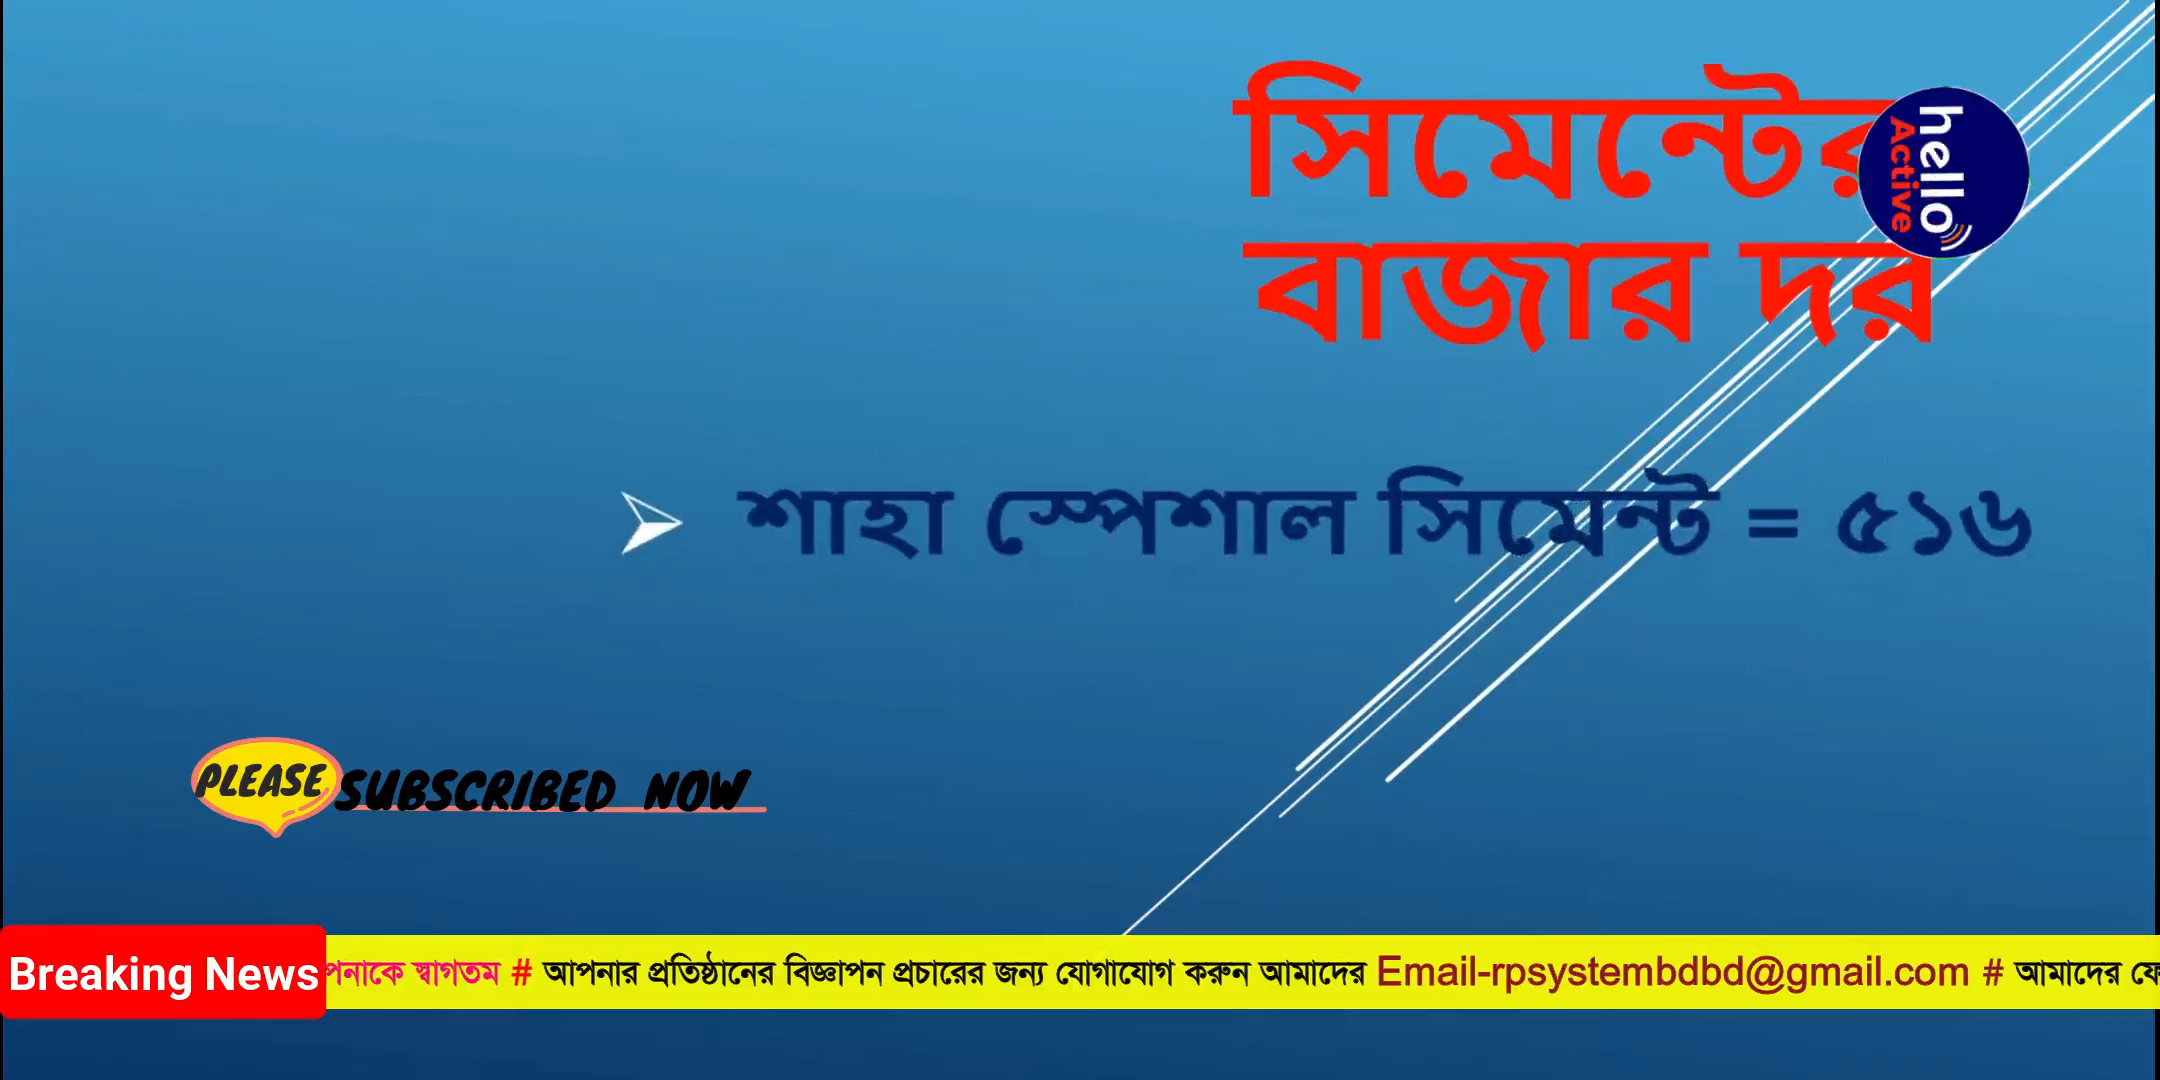 সিমেন্টের
বাজার দর
hello
Active
শাহা স্পেশাল সিমেন্ট = ৫১৬
PLEASE SUBSCRIBED NOW
Breaking News
পনাকে স্বাগতম # আপনার প্রতিষ্ঠানের বিজ্ঞাপন প্রচারের জন্য যোগাযোগ করুন আমাদের Email-rpsystembdbd@gmail.com # আমাদের ফে